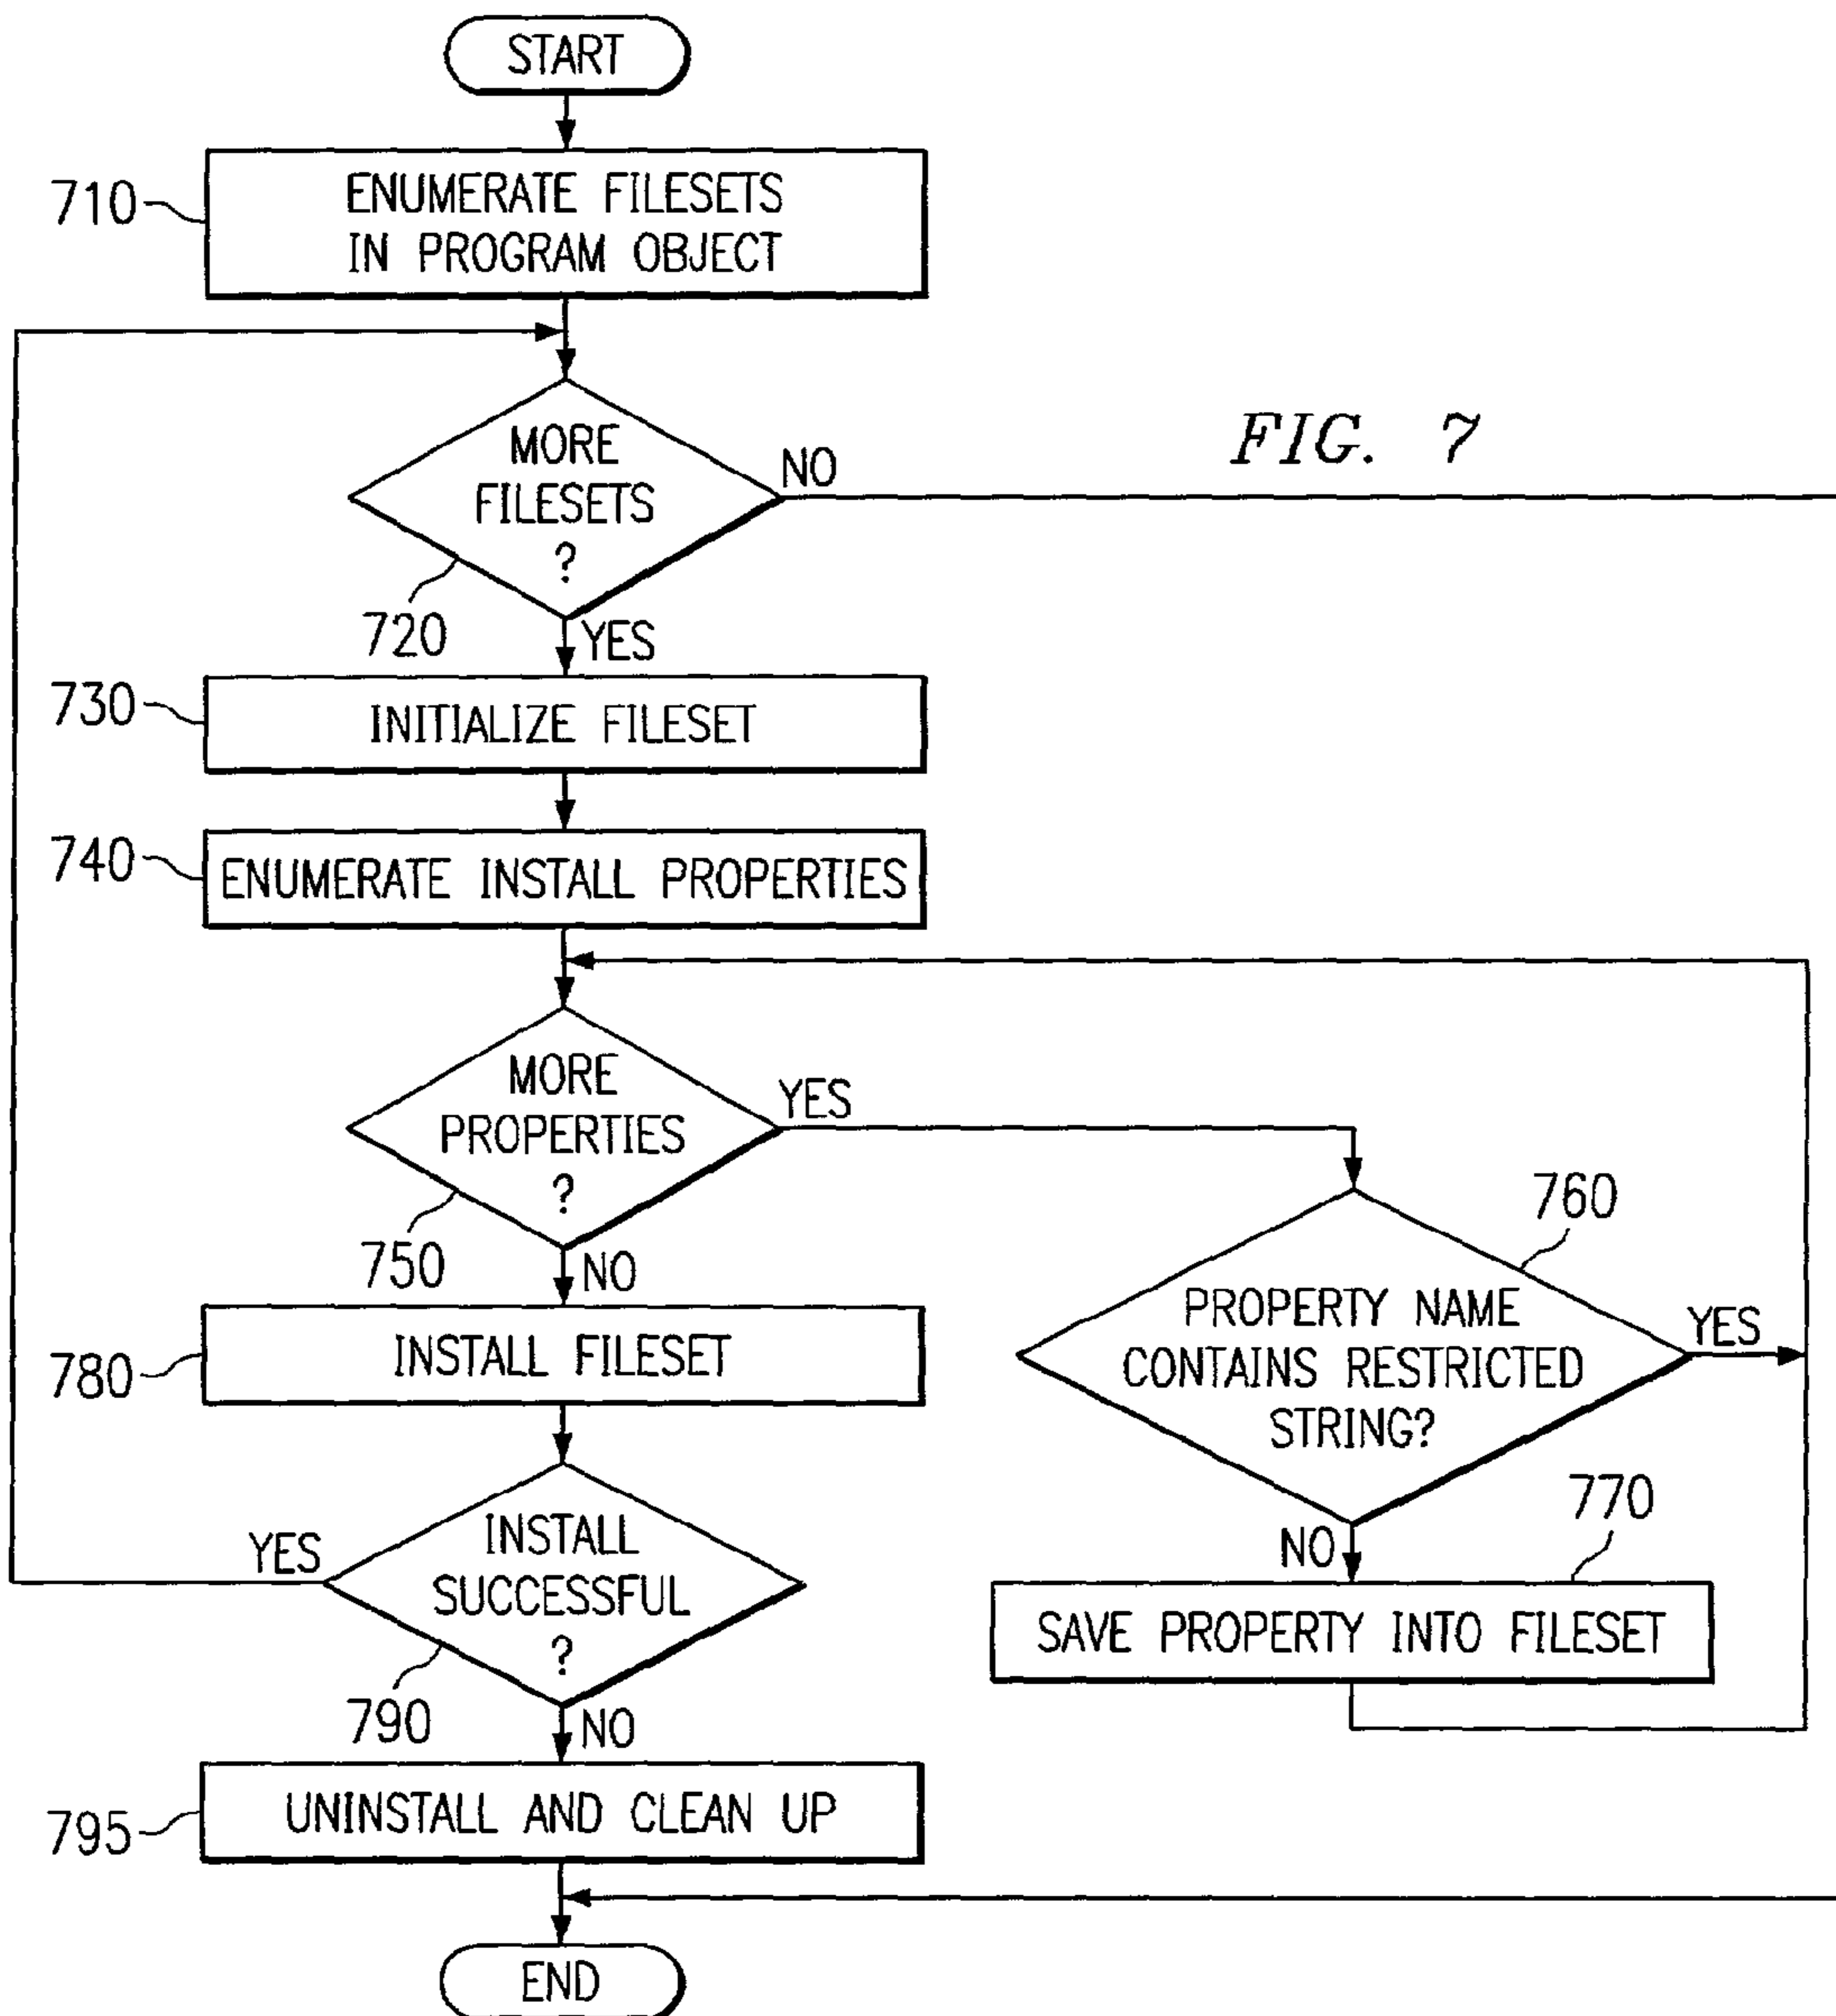 START
710
ENUMERATE FILESETS
IN PROGRAM OBJECT
FIG. 7
MORE
FILESETS
?
NO
720
YES
730
INITIALIZE FILESET
740
ENUMERATE INSTALL PROPERTIES
MORE
PROPERTIES
?
YES
750
NO
760
PROPERTY NAME
CONTAINS RESTRICTED
STRING?
YES
780
INSTALL FILESET
770
NO
SAVE PROPERTY INTO FILESET
YES
INSTALL
SUCCESSFUL
?
790
NO
795
UNINSTALL AND CLEAN UP
END